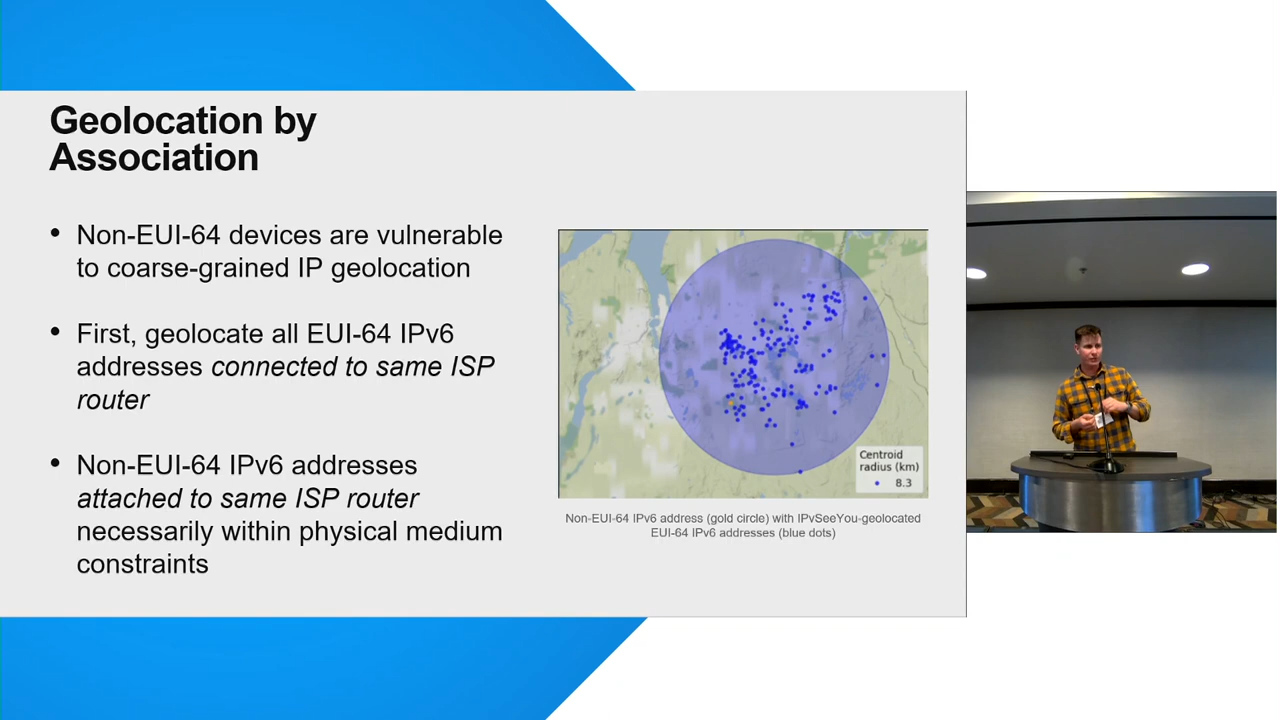 Geolocation by
Association
• Non-EUI-64 devices are vulnerable
to coarse-grained IP geolocation
• First, geolocate all EUI-64 IPv6
addresses connected to same ISP
router
• Non-EUI-64 IPv6 addresses
attached to same ISP router
necessarily within physical medium
constraints
Centroid
radius (km)
8.3
Non-EUI-64 IPv6 address (gold circle) with IPvSeeYou-geolocated
EUI-64 IPv6 addresses (blue dots)